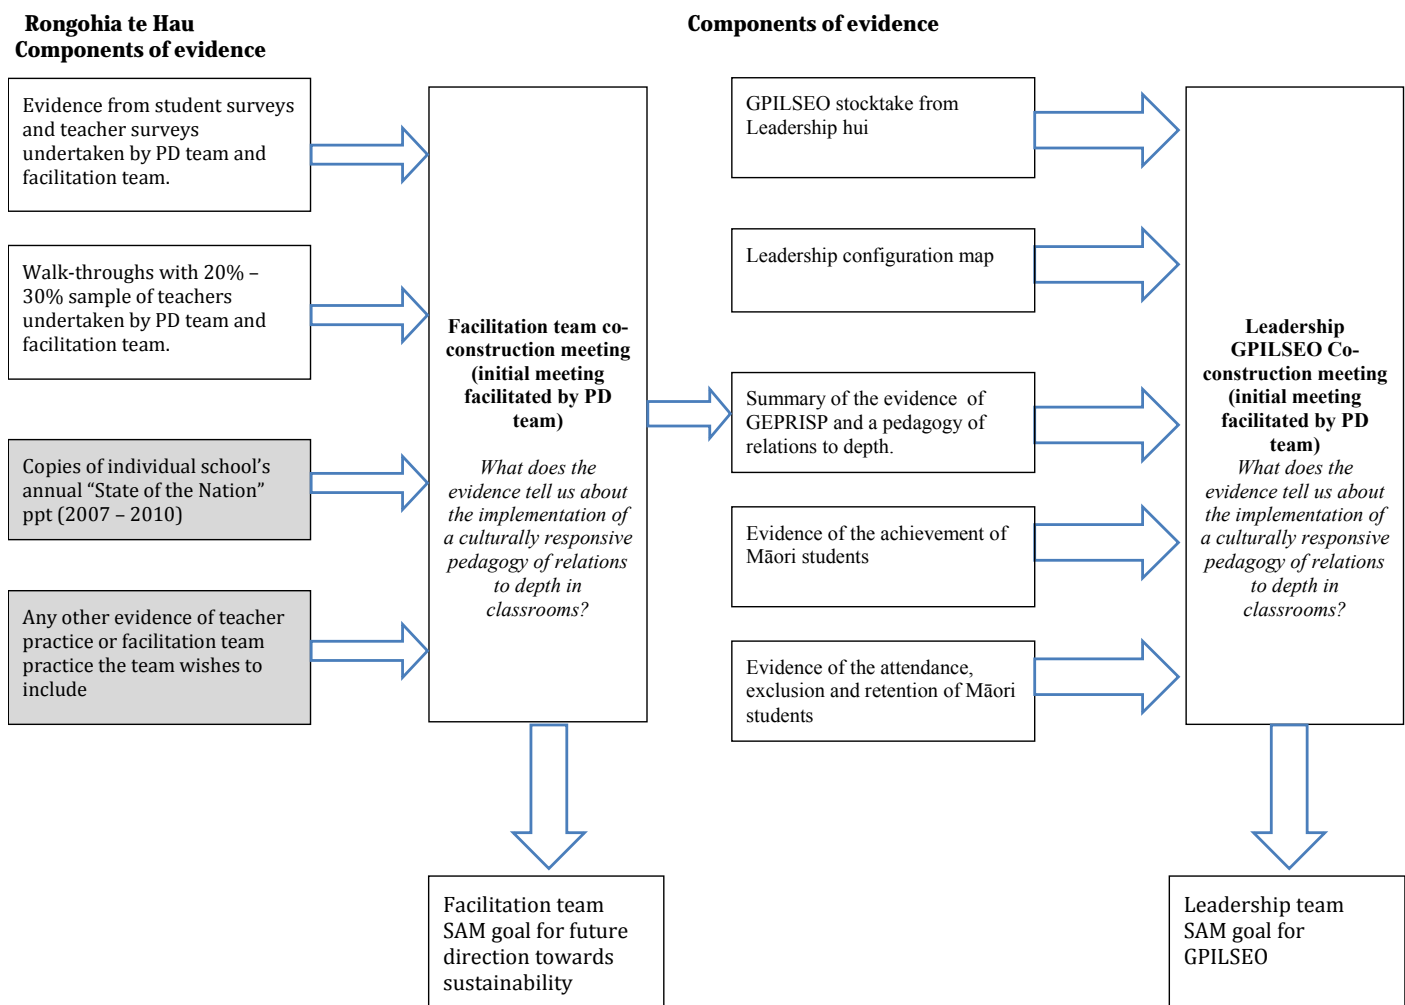 Rongohia te Hau
Components of evidence
Evidence from student surveys
and teacher surveys
undertaken by PD team and
facilitation team.
Walk-throughs with 20% –
30% sample of teachers
undertaken by PD team and
facilitation team.
Copies of individual school's
annual “State of the Nation”
ppt (2007 – 2010)
Any other evidence of teacher
practice or facilitation team
practice the team wishes to
include
Facilitation team co-
construction meeting
(initial meeting
facilitated by PD
team)
What does the
evidence tell us about
the implementation of
a culturally responsive
pedagogy of relations
to depth in
classrooms?
Facilitation team
SAM goal for future
direction towards
sustainability
Components of evidence
GPILSEO stocktake from
Leadership hui
Leadership configuration map
Summary of the evidence of
GEPRISP and a pedagogy of
relations to depth.
Evidence of the achievement of
Māori students
Evidence of the attendance,
exclusion and retention of Māori
students
Leadership
GPILSEO Co-
construction meeting
(initial meeting
facilitated by PD
team)
What does the
evidence tell us about
the implementation of
a culturally responsive
pedagogy of relations
to depth in
classrooms?
Leadership team
SAM goal for
GPILSEO